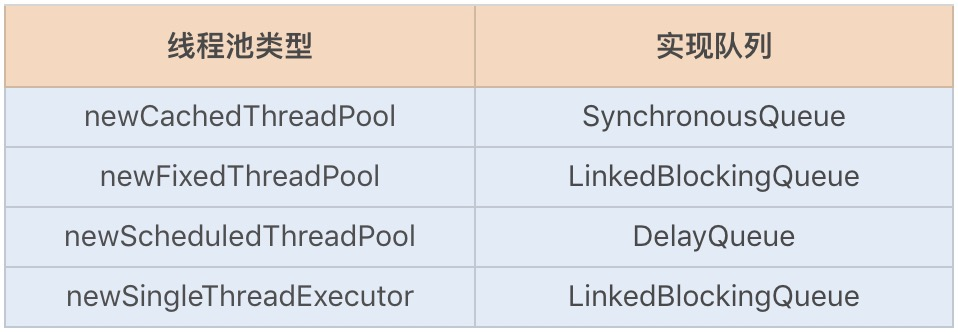 线程池类型 实现队列
newCachedThreadPool SynchronousQueue
newFixedThreadPool LinkedBlockingQueue
newScheduledThreadPool DelayQueue
newSingleThreadExecutor LinkedBlockingQueue